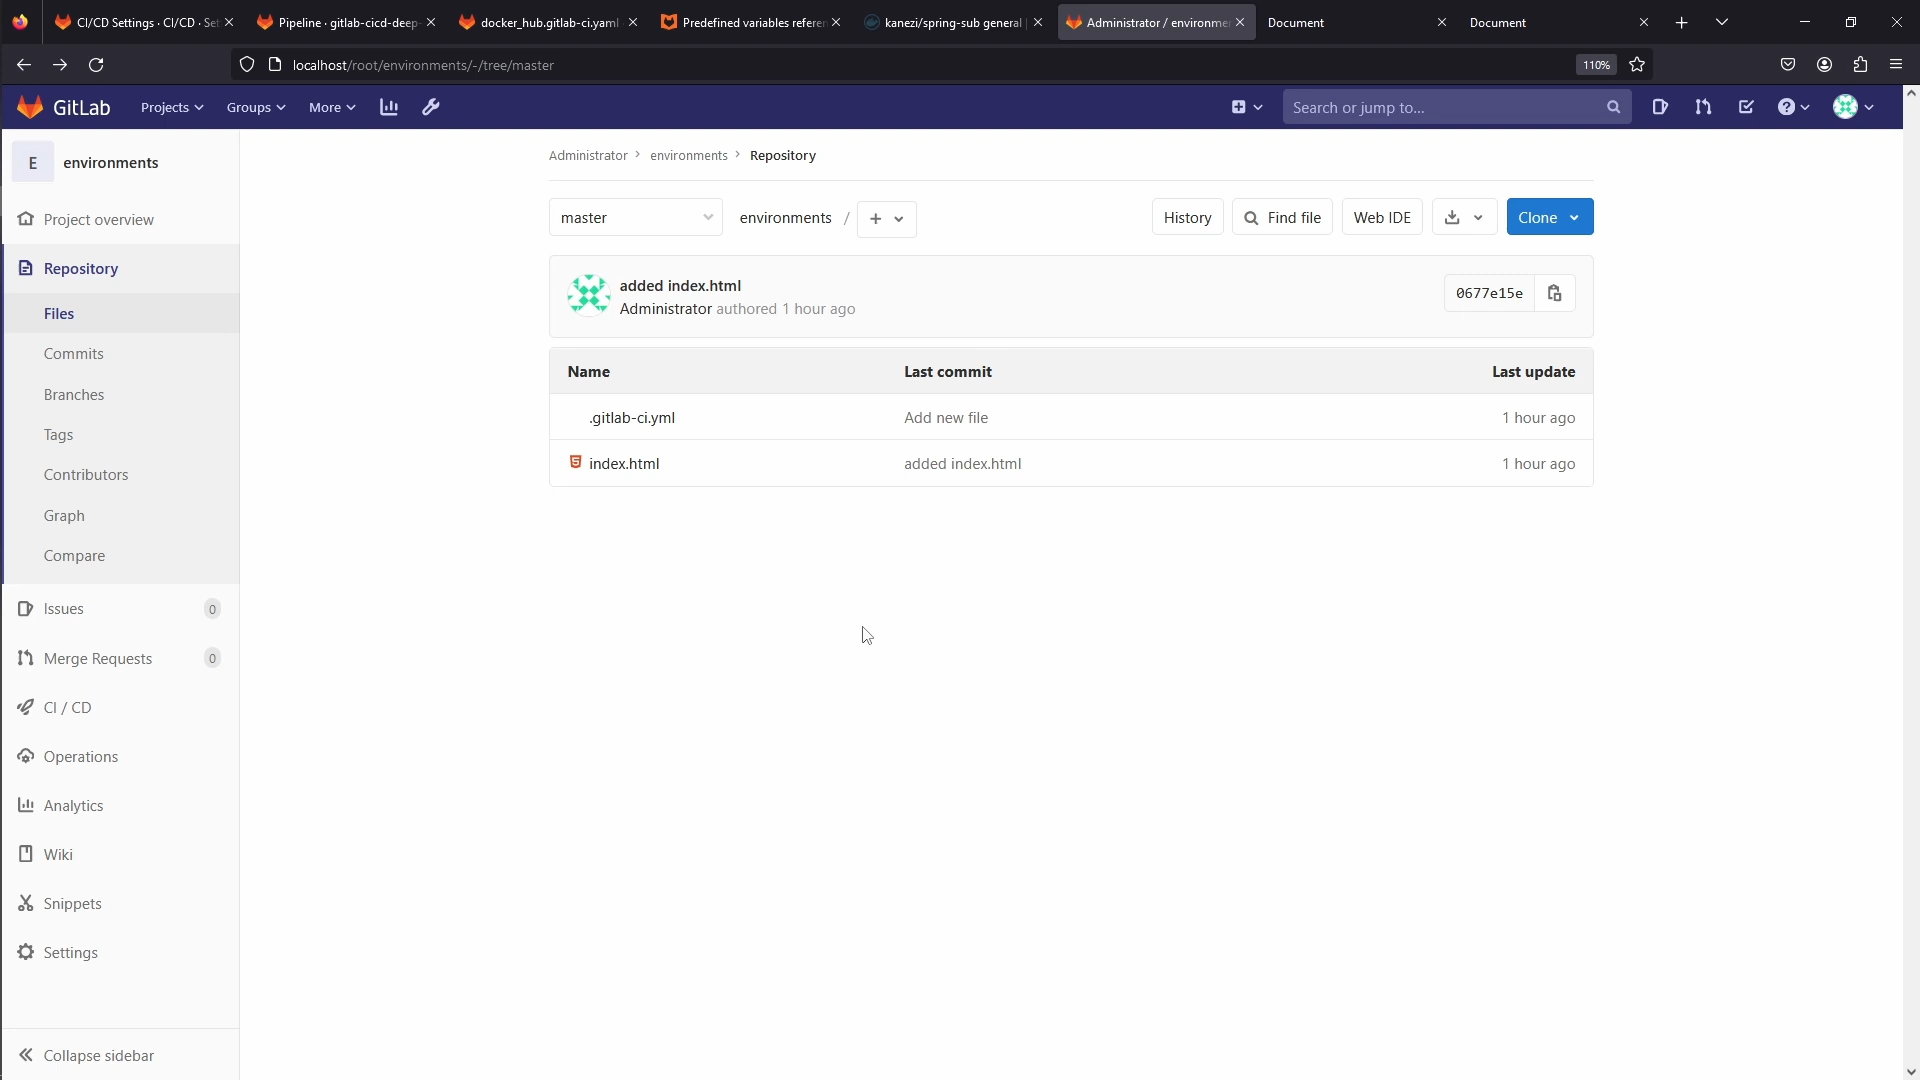 CI/CD Settings · CI/CD · Set
Pipeline · gitlab-cicd-deep-
docker_hub.gitlab-ci.yaml
Predefined variables referen
kanezi/spring-sub general |
Administrator / environme
Document
Document
localhost/root/environments/-/tree/master
110%
GitLab
Projects
Groups
More
Search or jump to...
E
environments
Project overview
Repository
Files
Commits
Branches
Tags
Contributors
Graph
Compare
Issues
0
Merge Requests
0
CI / CD
Operations
Analytics
Wiki
Snippets
Settings
Collapse sidebar
Administrator > environments > Repository
master
environments /
+
History
Find file
Web IDE
Clone
added index.html
Administrator authored 1 hour ago
0677e15e
Name Last commit Last update
.gitlab-ci.yml Add new file 1 hour ago
index.html added index.html 1 hour ago